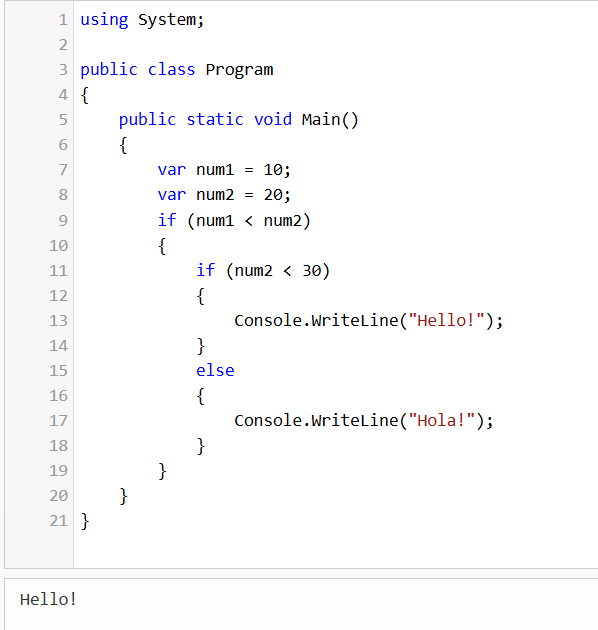 1 using System;
2
3 public class Program
4 {
5     public static void Main()
6     {
7         var num1 = 10;
8         var num2 = 20;
9         if (num1 < num2)
10         {
11             if (num2 < 30)
12             {
13                 Console.WriteLine("Hello!");
14             }
15             else
16             {
17                 Console.WriteLine("Hola!");
18             }
19         }
20     }
21 }
Hello!